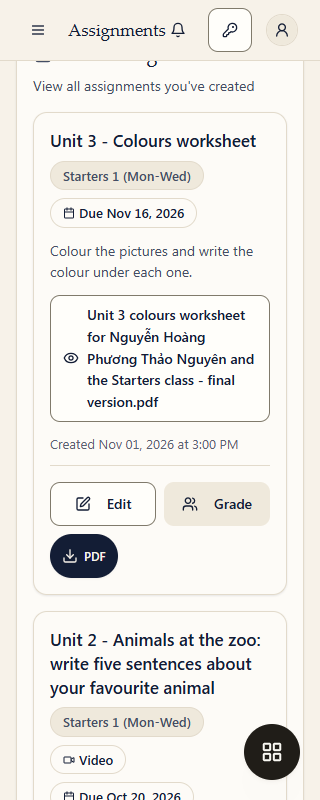 Assignments
View all assignments you've created
Unit 3 - Colours worksheet
Starters 1 (Mon-Wed)
Due Nov 16, 2026
Colour the pictures and write the
colour under each one.
Unit 3 colours worksheet
for Nguyễn Hoàng
Phương Thảo Nguyên and
the Starters class - final
version.pdf
Created Nov 01, 2026 at 3:00 PM
Edit
Grade
PDF
Unit 2 - Animals at the zoo:
write five sentences about
your favourite animal
Starters 1 (Mon-Wed)
Video
Due Oct 20, 2026